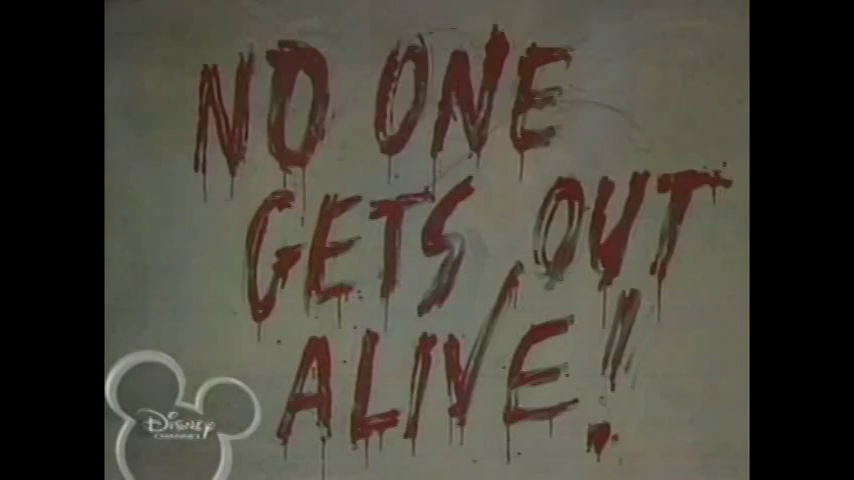 NO ONE
GETS OUT
ALIVE!
DISNEY
CHANNEL